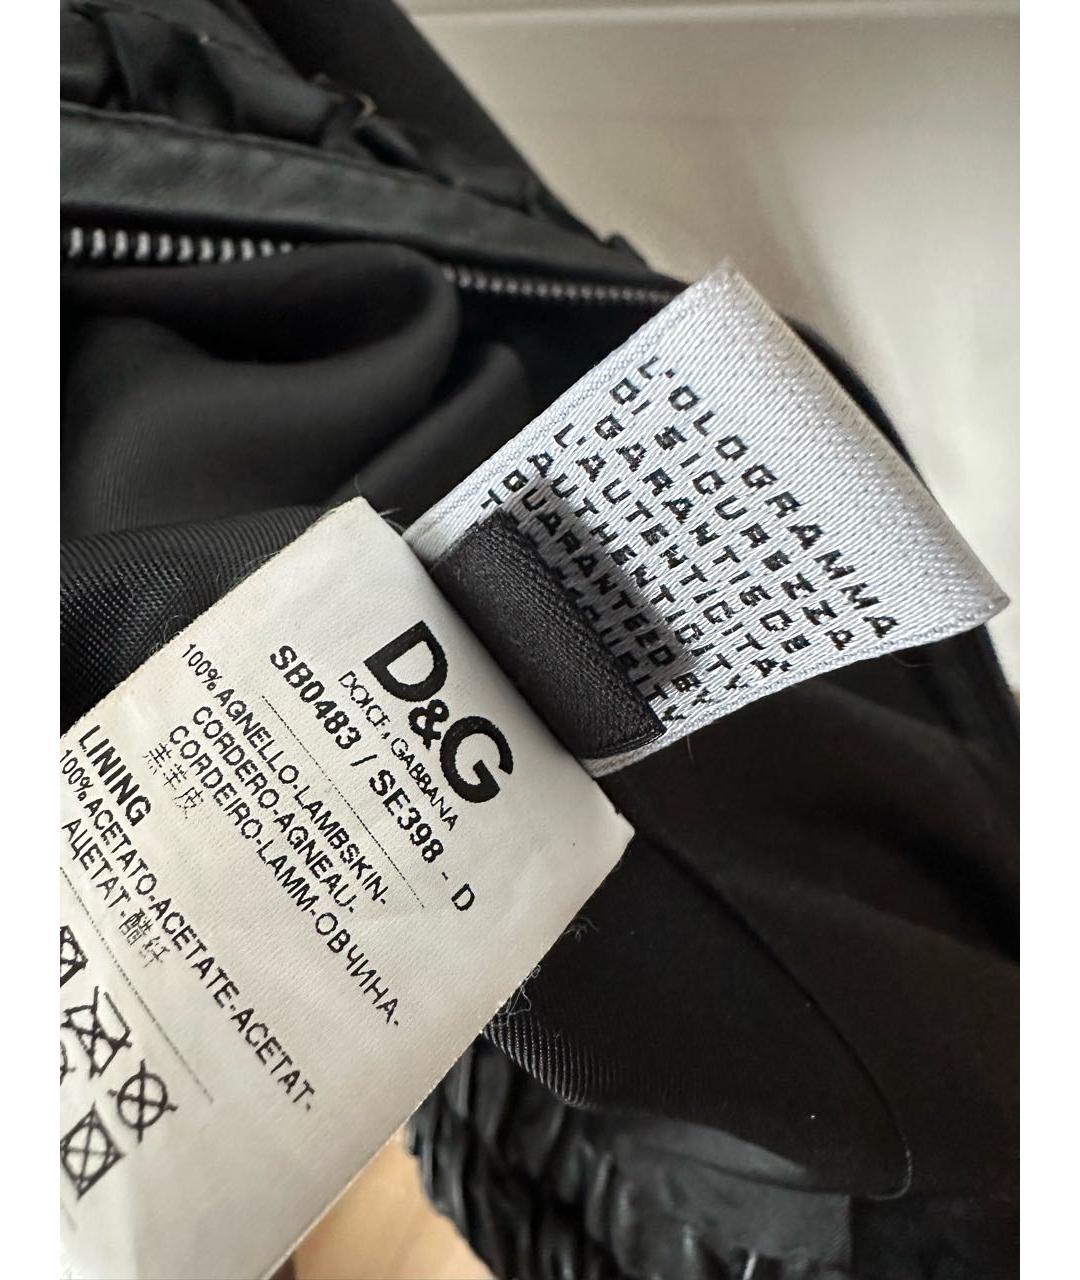 L'OLOGRAMMA
DI SICUREZZA
GARANTISCE
L'AUTENTICITA'
AUTHENTICITY
GUARANTEED BY
D&G
DOLCE & GABBANA
SB0483 / SE398 - D
100% AGNELLO-LAMBSKIN-
CORDERO-AGNEAU-
CORDEIRO-LAMM-ОВЧИНА-
羔羊皮
LINING
100% ACETATO-ACETATE-ACETAT-
АЦЕТАТ-醋纤